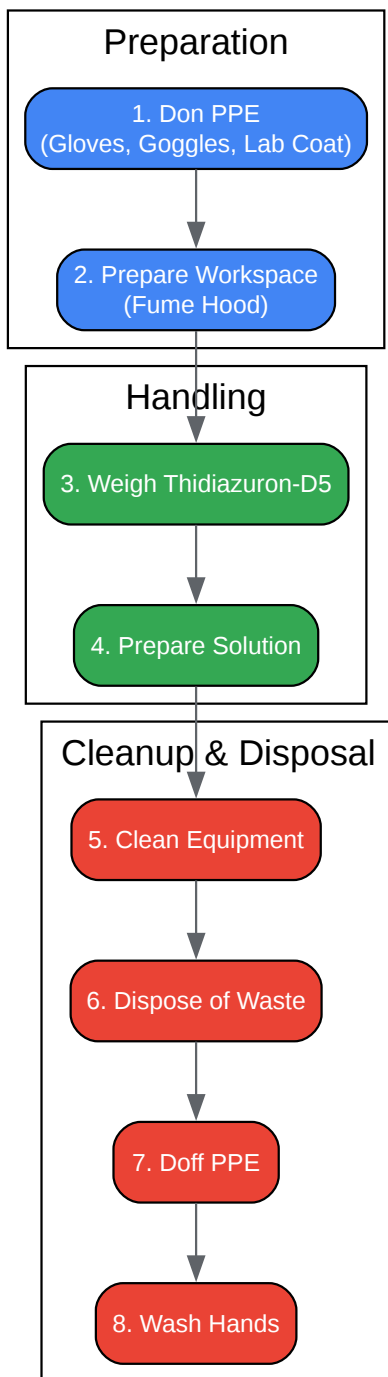 Preparation
1. Don PPE
(Gloves, Goggles, Lab Coat)
2. Prepare Workspace
(Fume Hood)
Handling
3. Weigh Thidiazuron-D5
4. Prepare Solution
Cleanup & Disposal
5. Clean Equipment
6. Dispose of Waste
7. Doff PPE
8. Wash Hands